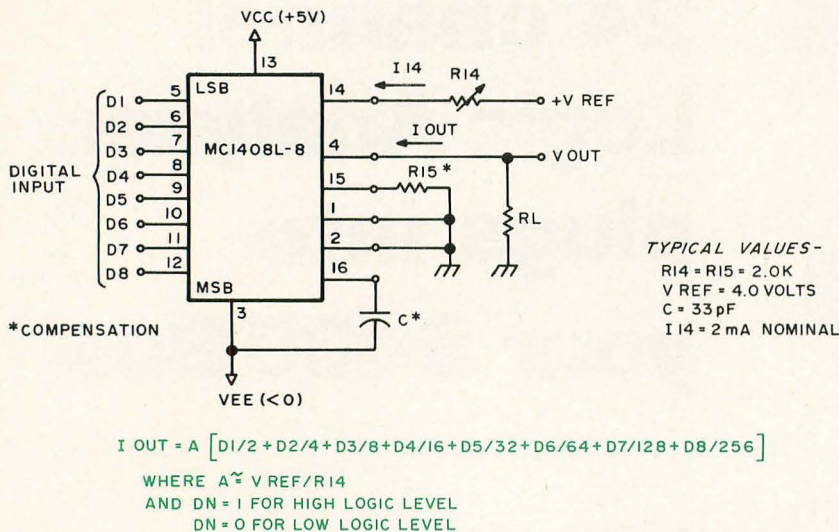 VCC (+5V)
13
5
LSB
14
I 14
R14
+V REF
D1
D2
6
D3
7
MC1408L-8
4
I OUT
V OUT
D4
8
DIGITAL
INPUT
D5
9
15
R15 *
D6
10
1
RL
D7
11
2
D8
12
16
MSB
3
*COMPENSATION
C*
VEE (<0)
TYPICAL VALUES-
R14 = R15 = 2.0K
V REF = 4.0 VOLTS
C = 33pF
I 14 = 2 mA NOMINAL
I OUT = A [D1/2 + D2/4 + D3/8 + D4/16 + D5/32 + D6/64 + D7/128 + D8/256]
WHERE A ≅ V REF/R14
AND DN = 1 FOR HIGH LOGIC LEVEL
DN = 0 FOR LOW LOGIC LEVEL